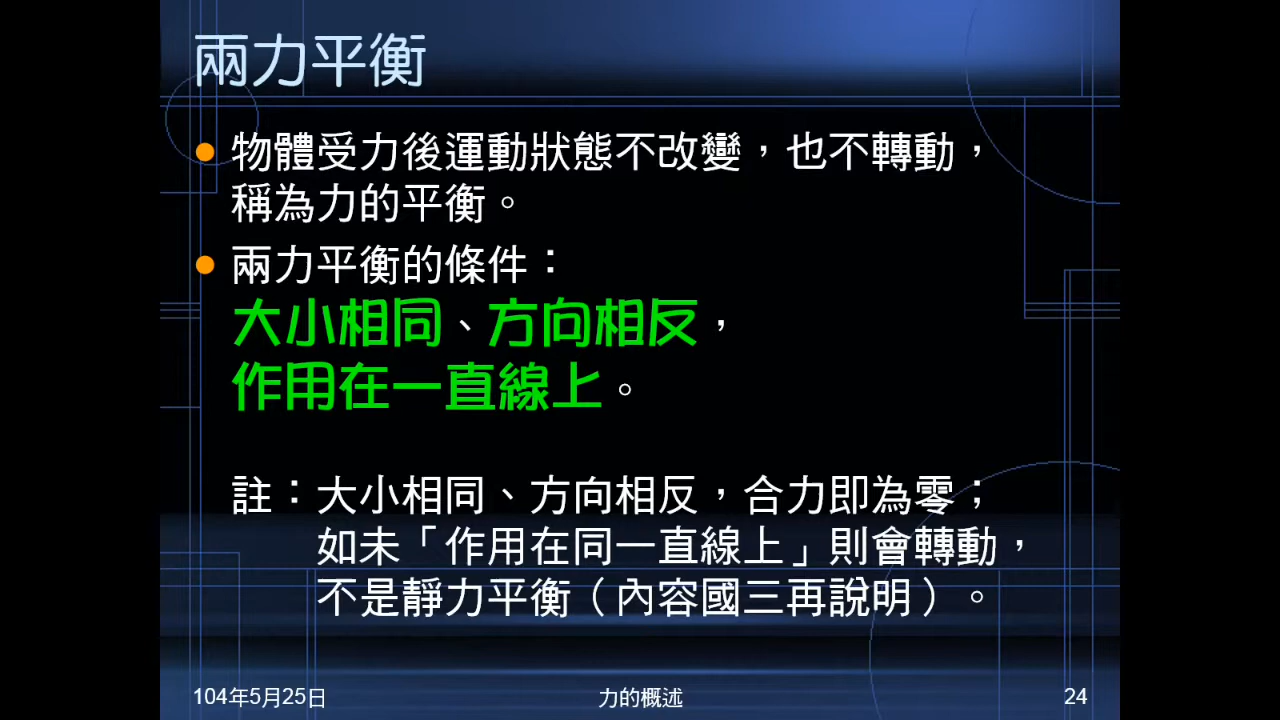 兩力平衡
物體受力後運動狀態不改變，也不轉動，
稱為力的平衡。
兩力平衡的條件：
大小相同、方向相反，
作用在一直線上。
註：大小相同、方向相反，合力即為零；
如未「作用在同一直線上」則會轉動，
不是靜力平衡（內容國三再說明）。
104年5月25日
力的概述
24